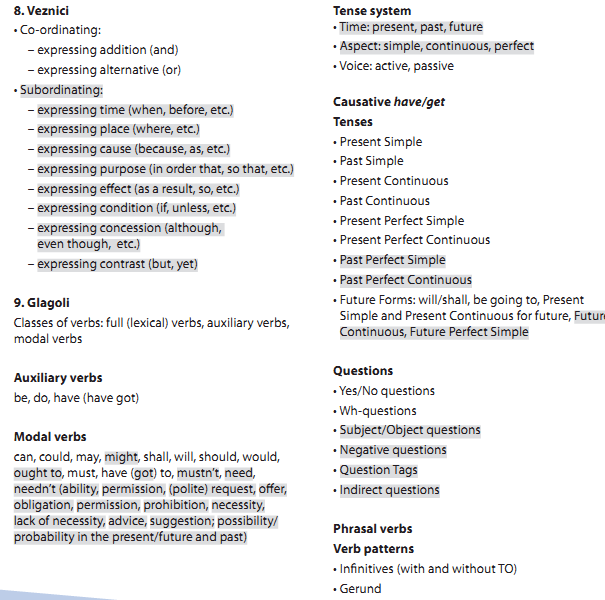 8. Veznici
• Co-ordinating:
– expressing addition (and)
– expressing alternative (or)
• Subordinating:
– expressing time (when, before, etc.)
– expressing place (where, etc.)
– expressing cause (because, as, etc.)
– expressing purpose (in order that, so that, etc.)
– expressing effect (as a result, so, etc.)
– expressing condition (if, unless, etc.)
– expressing concession (although,
even though, etc.)
– expressing contrast (but, yet)
9. Glagoli
Classes of verbs: full (lexical) verbs, auxiliary verbs,
modal verbs
Auxiliary verbs
be, do, have (have got)
Modal verbs
can, could, may, might, shall, will, should, would,
ought to, must, have (got) to, mustn't, need,
needn't (ability, permission, (polite) request, offer,
obligation, permission, prohibition, necessity,
lack of necessity, advice, suggestion; possibility/
probability in the present/future and past)
Tense system
• Time: present, past, future
• Aspect: simple, continuous, perfect
• Voice: active, passive
Causative have/get
Tenses
• Present Simple
• Past Simple
• Present Continuous
• Past Continuous
• Present Perfect Simple
• Present Perfect Continuous
• Past Perfect Simple
• Past Perfect Continuous
• Future Forms: will/shall, be going to, Present
Simple and Present Continuous for future, Future
Continuous, Future Perfect Simple
Questions
• Yes/No questions
• Wh-questions
• Subject/Object questions
• Negative questions
• Question Tags
• Indirect questions
Phrasal verbs
Verb patterns
• Infinitives (with and without TO)
• Gerund